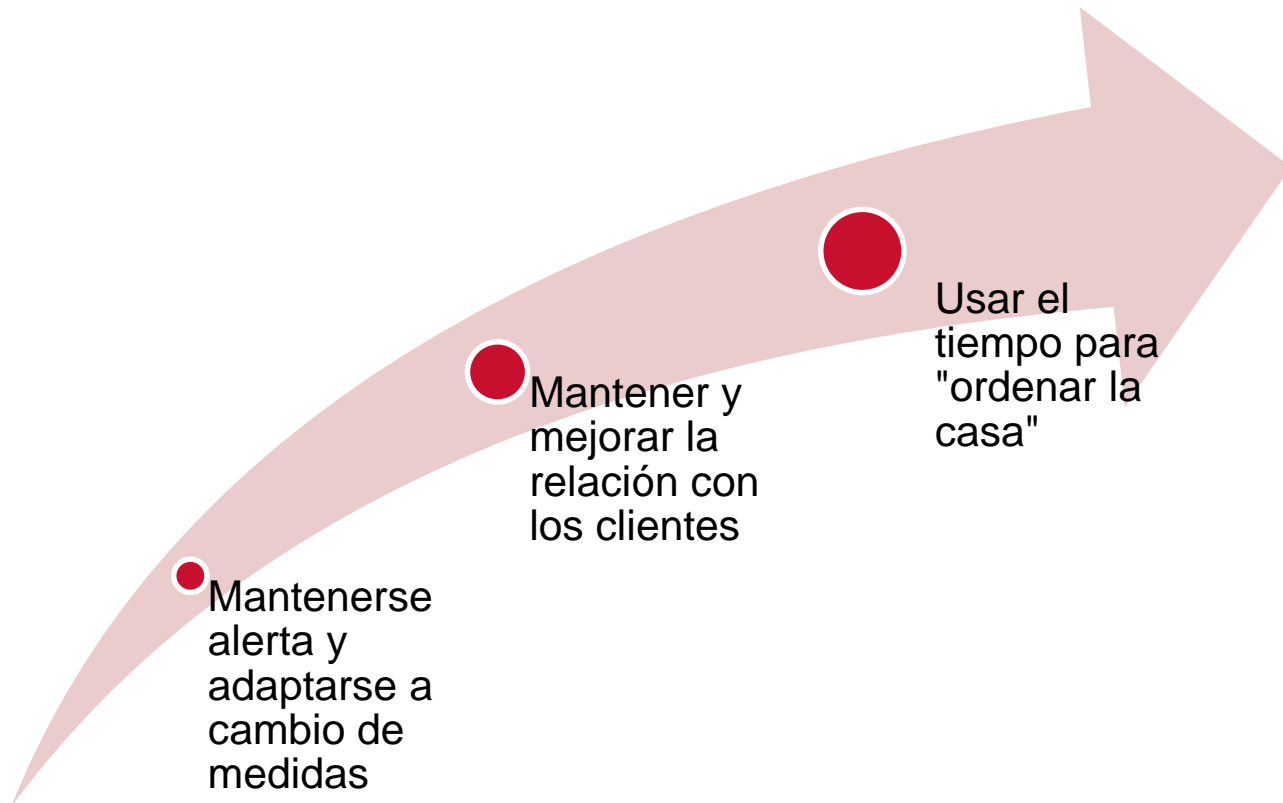 Mantenerse
alerta y
adaptarse a
cambio de
medidas
Mantener y
mejorar la
relación con
los clientes
Usar el
tiempo para
"ordenar la
casa"